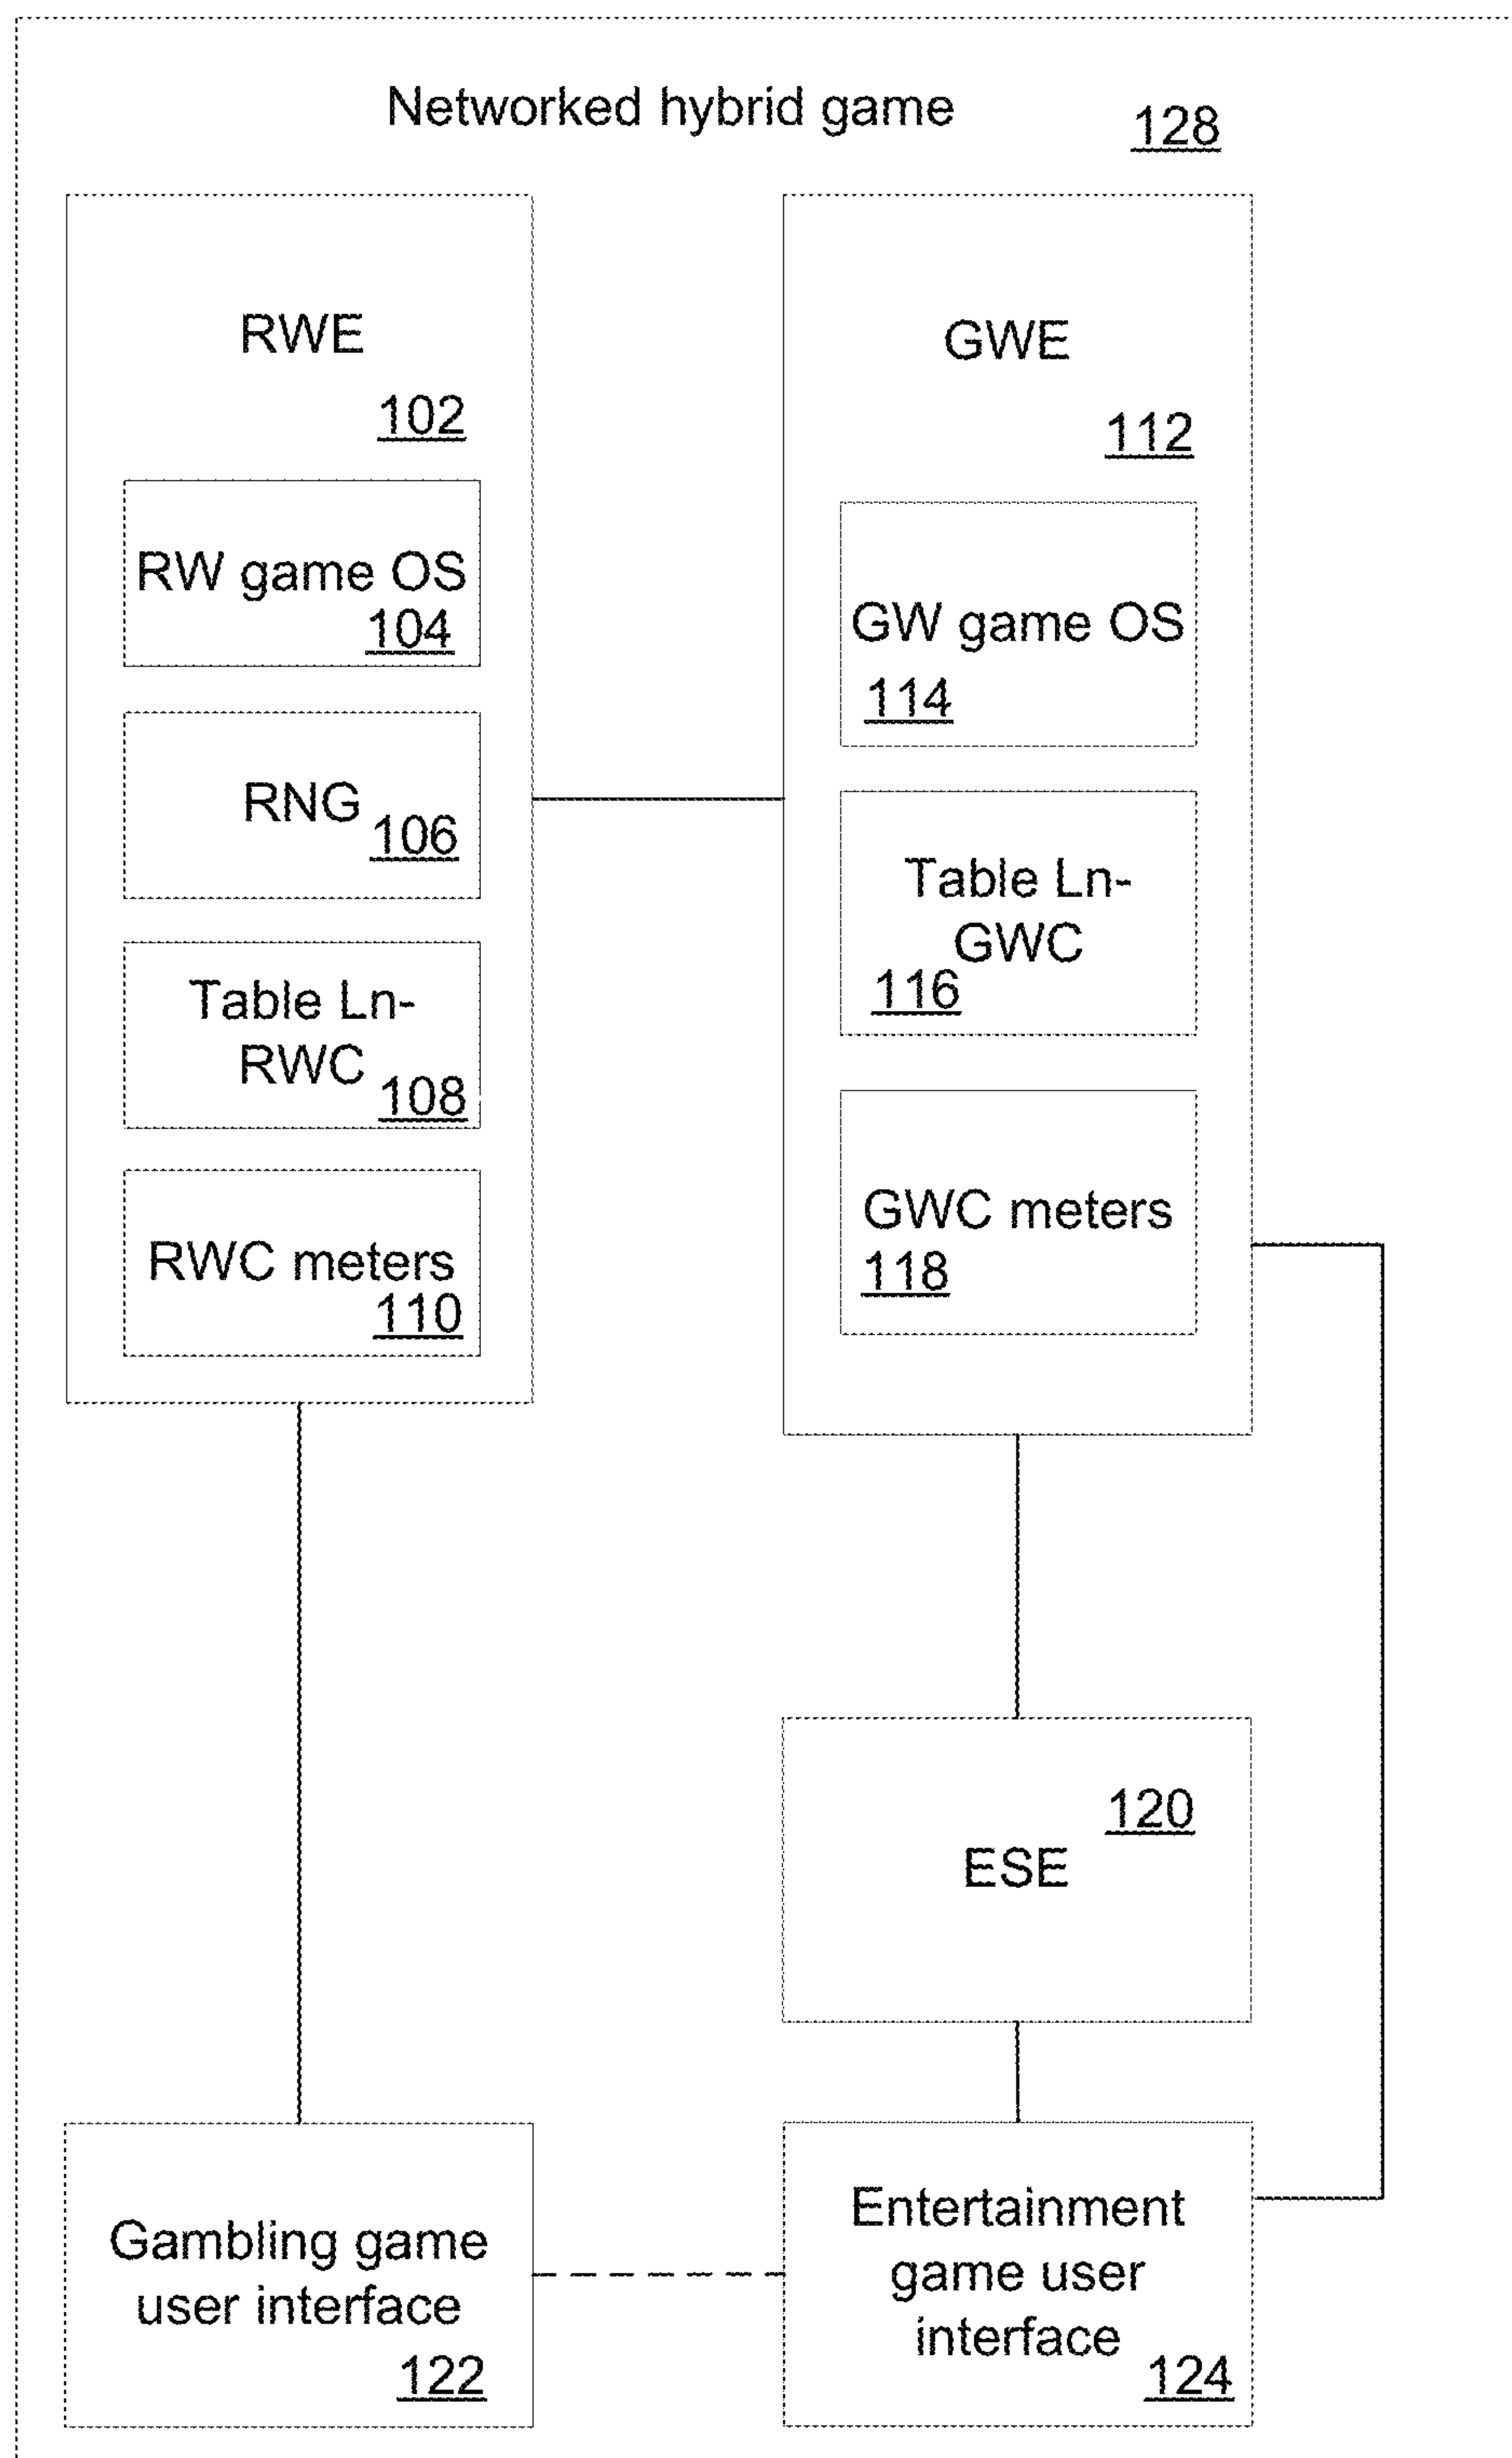 Networked hybrid game
128
RWE
102
RW game OS
104
RNG
106
Table Ln-
RWC
108
RWC meters
110
GWE
112
GW game OS
114
Table Ln-
GWC
116
GWC meters
118
120
ESE
Gambling game
user interface
122
Entertainment
game user
interface
124